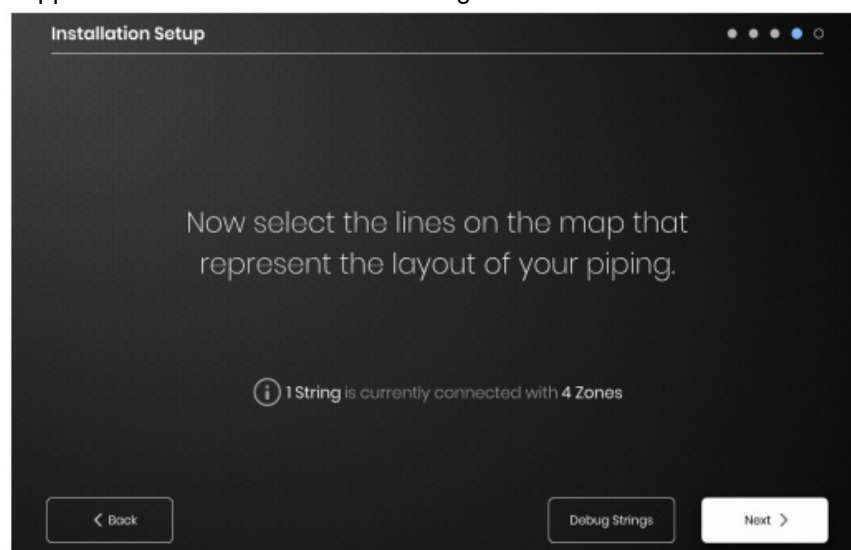 Installation Setup
Now select the lines on the map that
represent the layout of your piping.
1 String is currently connected with 4 Zones
Back
Debug Strings
Next